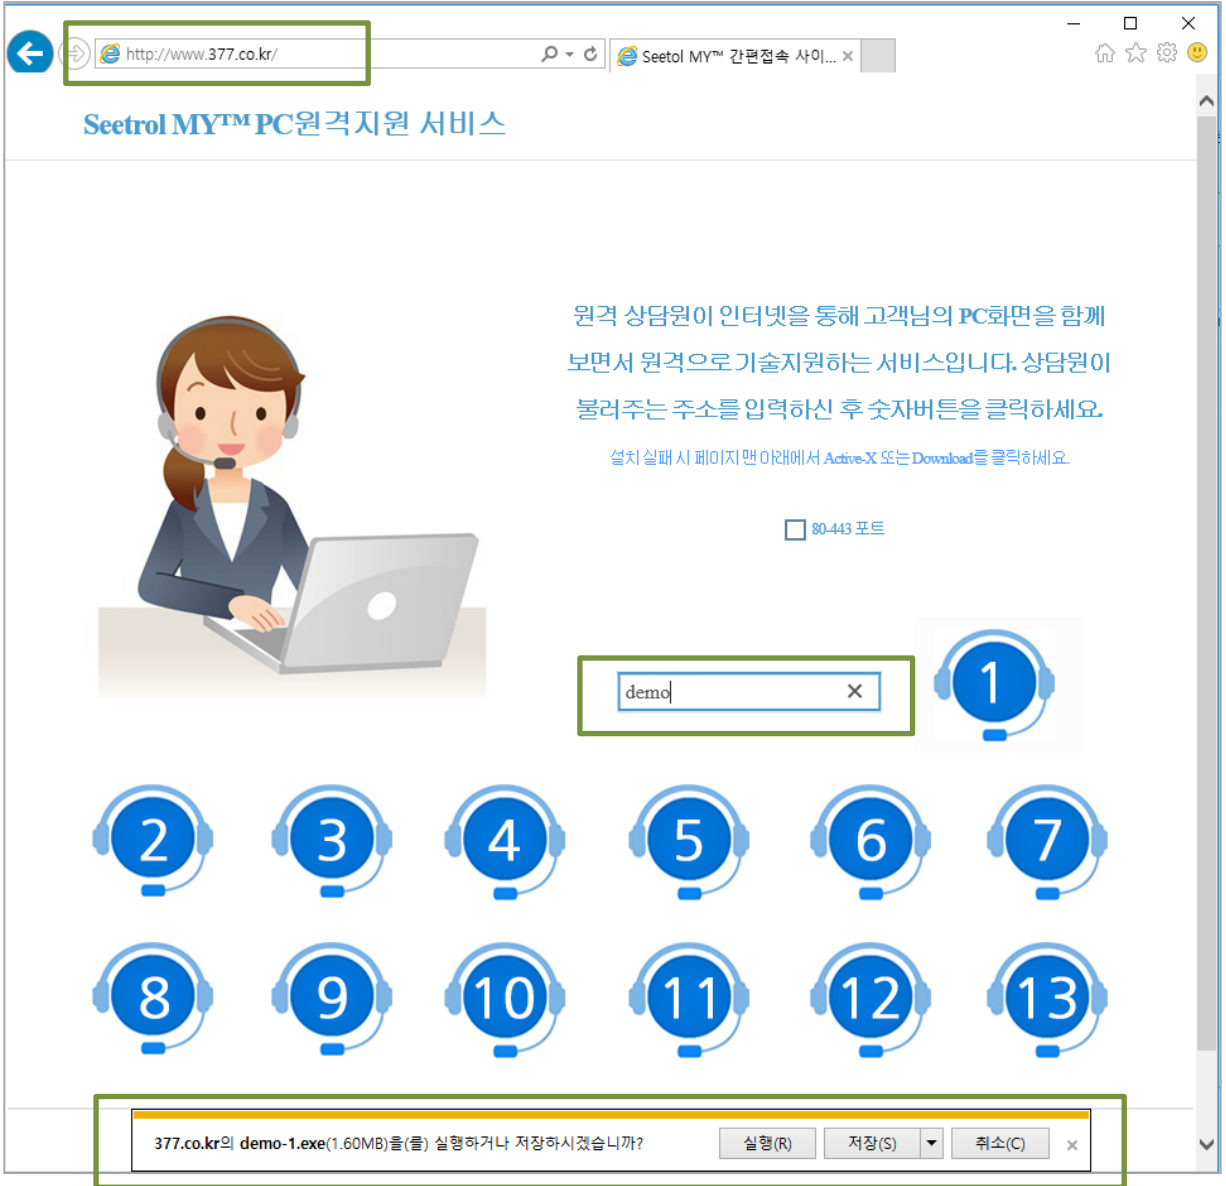 http://www.377.co.kr/
Seetol MY™ 간편접속 사이...
Seetrol MY™ PC원격지원 서비스
원격 상담원이 인터넷을 통해 고객님의 PC화면을 함께
보면서 원격으로 기술지원하는 서비스입니다. 상담원이
불러주는 주소를 입력하신 후 숫자버튼을 클릭하세요.
설치 실패 시 페이지 맨 아래에서 Active-X 또는 Download를 클릭하세요.
80-443 포트
demo
1
2 3 4 5 6 7
8 9 10 11 12 13
377.co.kr의 demo-1.exe(1.60MB)을(를) 실행하거나 저장하시겠습니까? 실행(R) 저장(S) 취소(C)